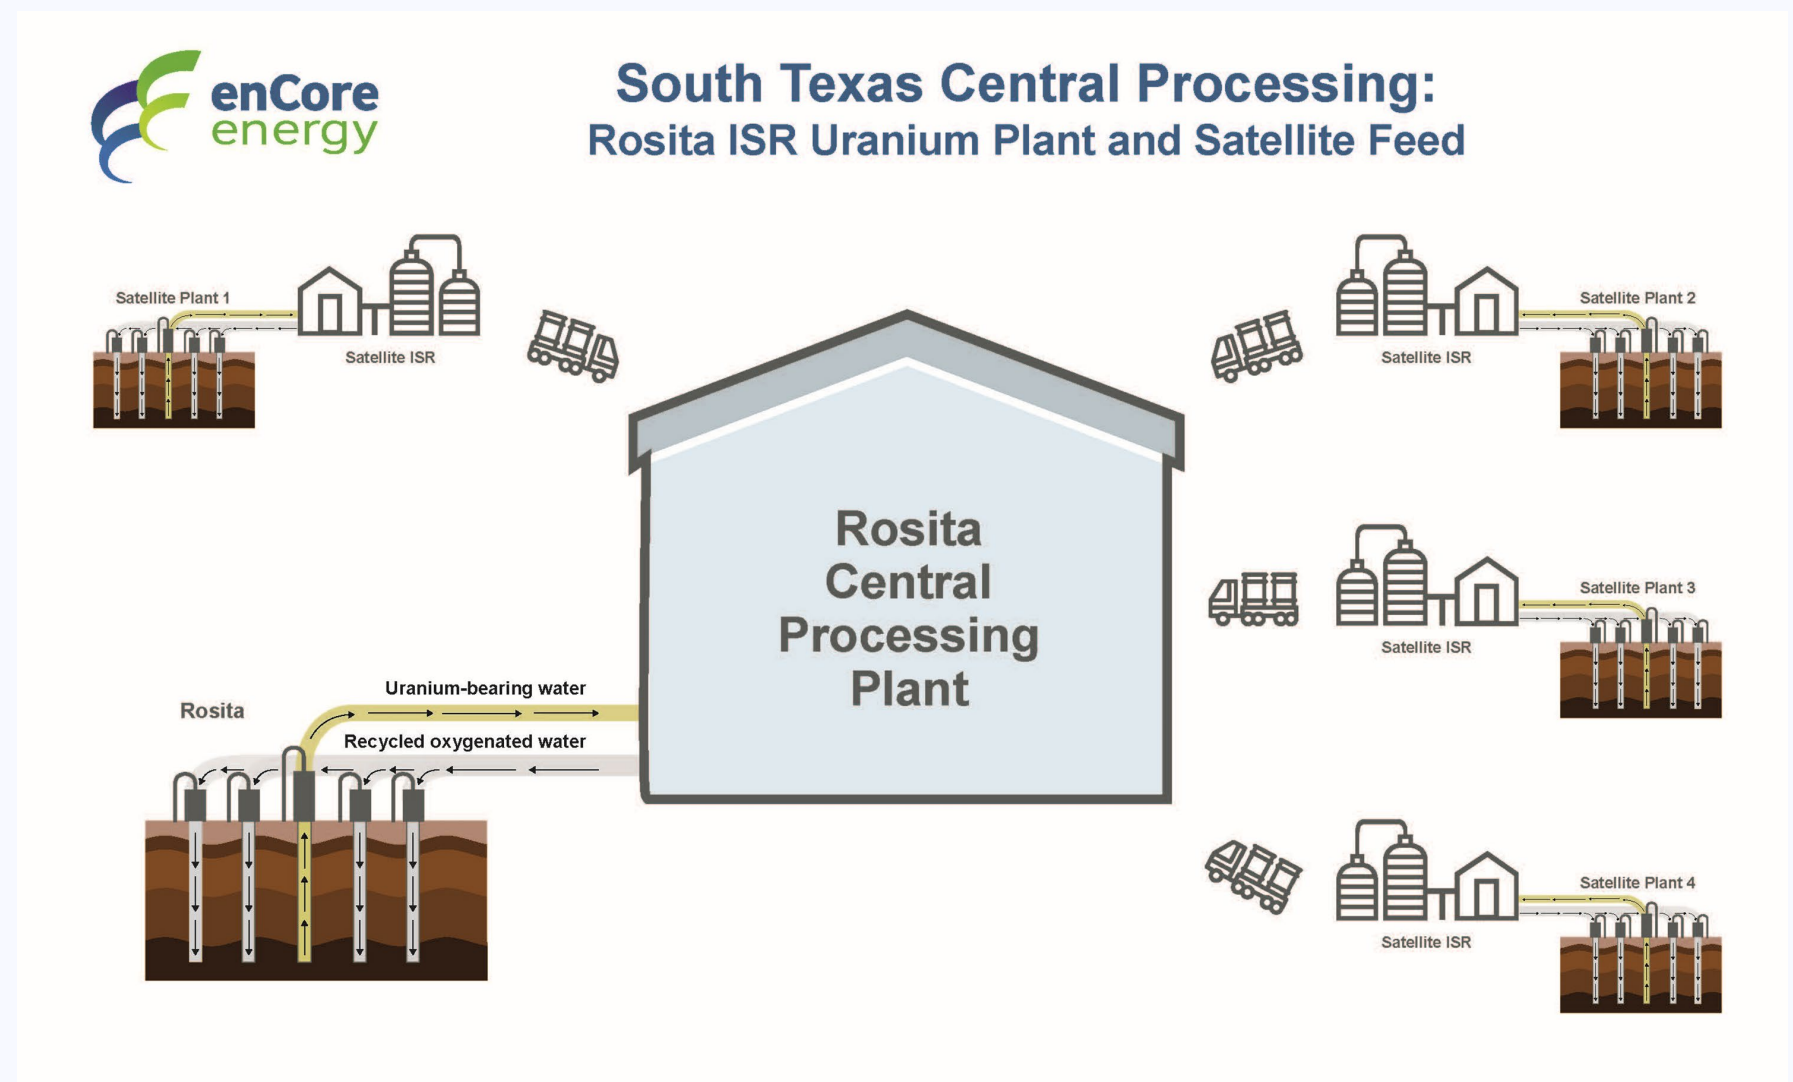 enCore
energy
South Texas Central Processing:
Rosita ISR Uranium Plant and Satellite Feed
Satellite Plant 1
Satellite ISR
Satellite Plant 2
Satellite ISR
Rosita
Central
Processing
Plant
Satellite Plant 3
Satellite ISR
Rosita
Uranium-bearing water
Recycled oxygenated water
Satellite Plant 4
Satellite ISR